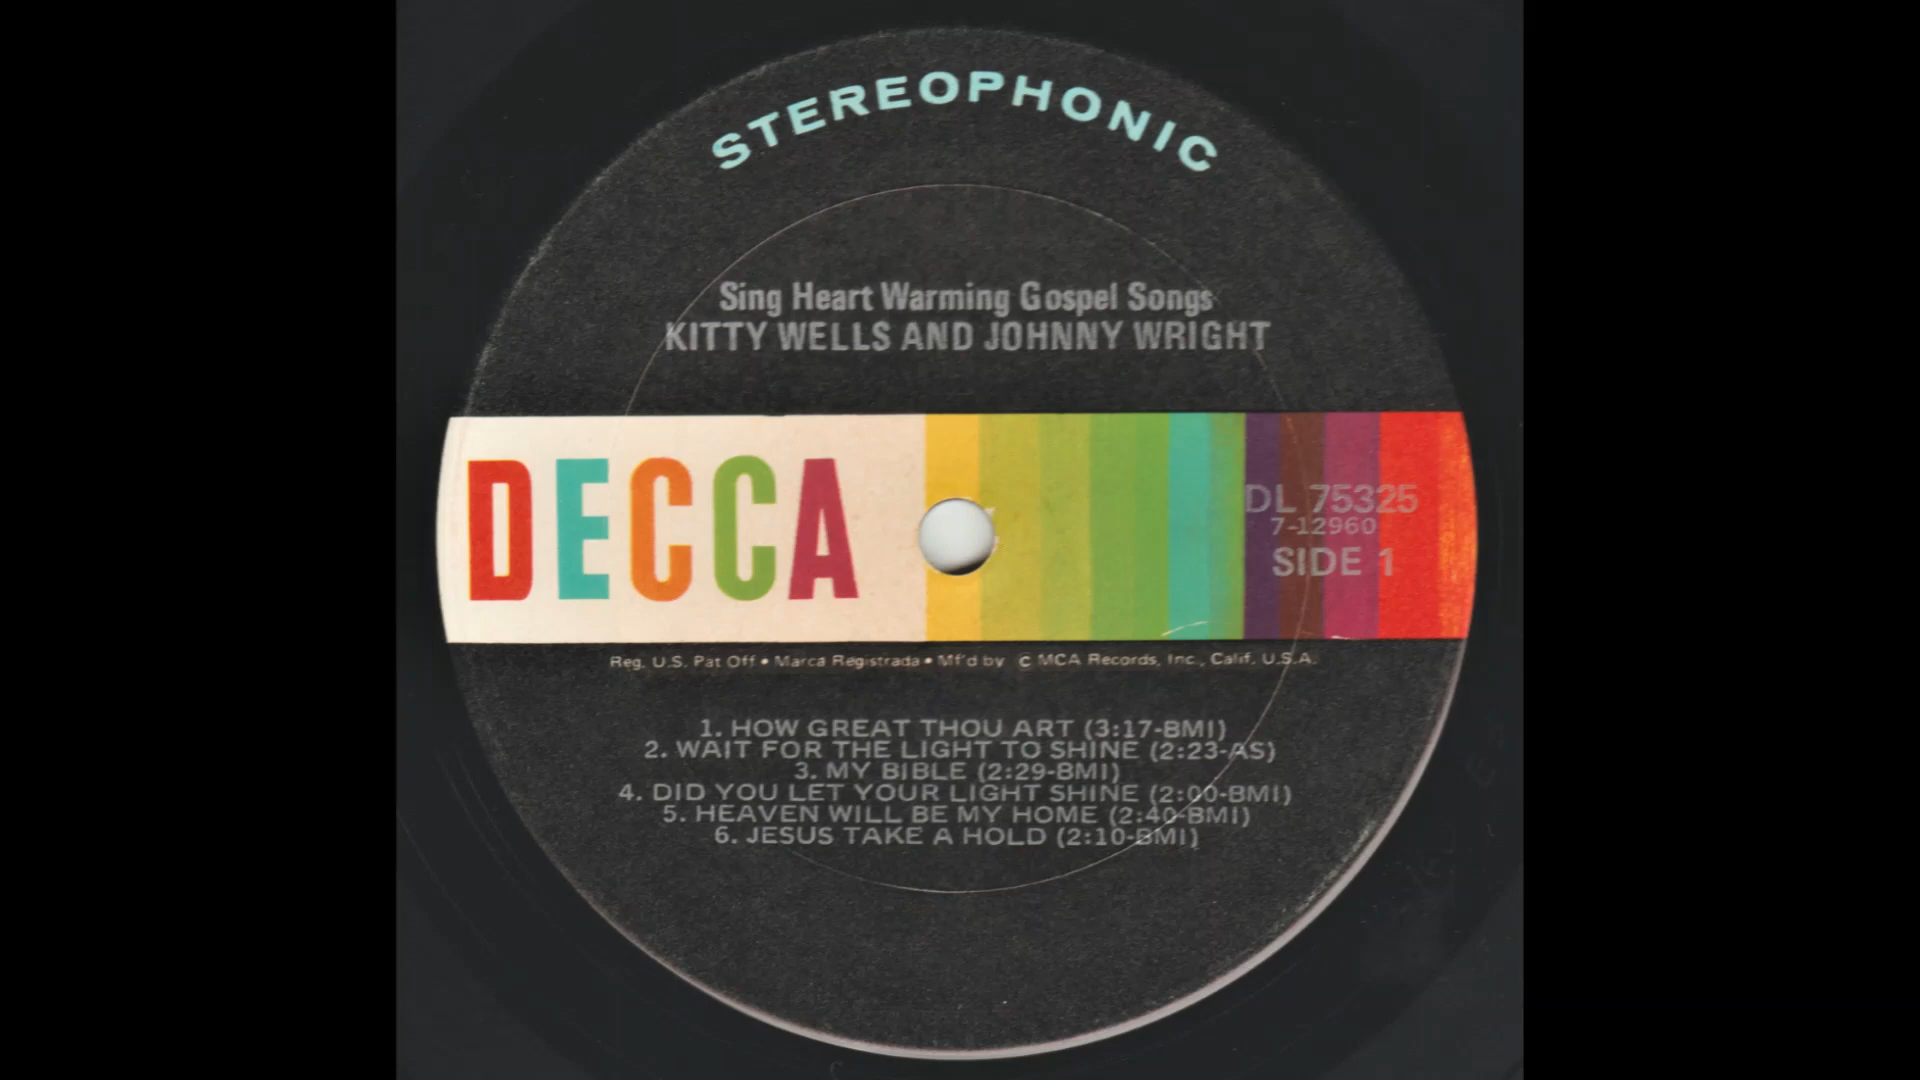 STEREOPHONIC
Sing Heart Warming Gospel Songs
KITTY WELLS AND JOHNNY WRIGHT
DECCA
DL 75325
7-12960
SIDE 1
Reg. U.S. Pat Off • Marca Registrada • Mf'd by © MCA Records, Inc., Calif. U.S.A.
1. HOW GREAT THOU ART (3:17-BMI)
2. WAIT FOR THE LIGHT TO SHINE (2:23-AS)
3. MY BIBLE (2:29-BMI)
4. DID YOU LET YOUR LIGHT SHINE (2:00-BMI)
5. HEAVEN WILL BE MY HOME (2:40-BMI)
6. JESUS TAKE A HOLD (2:10-BMI)